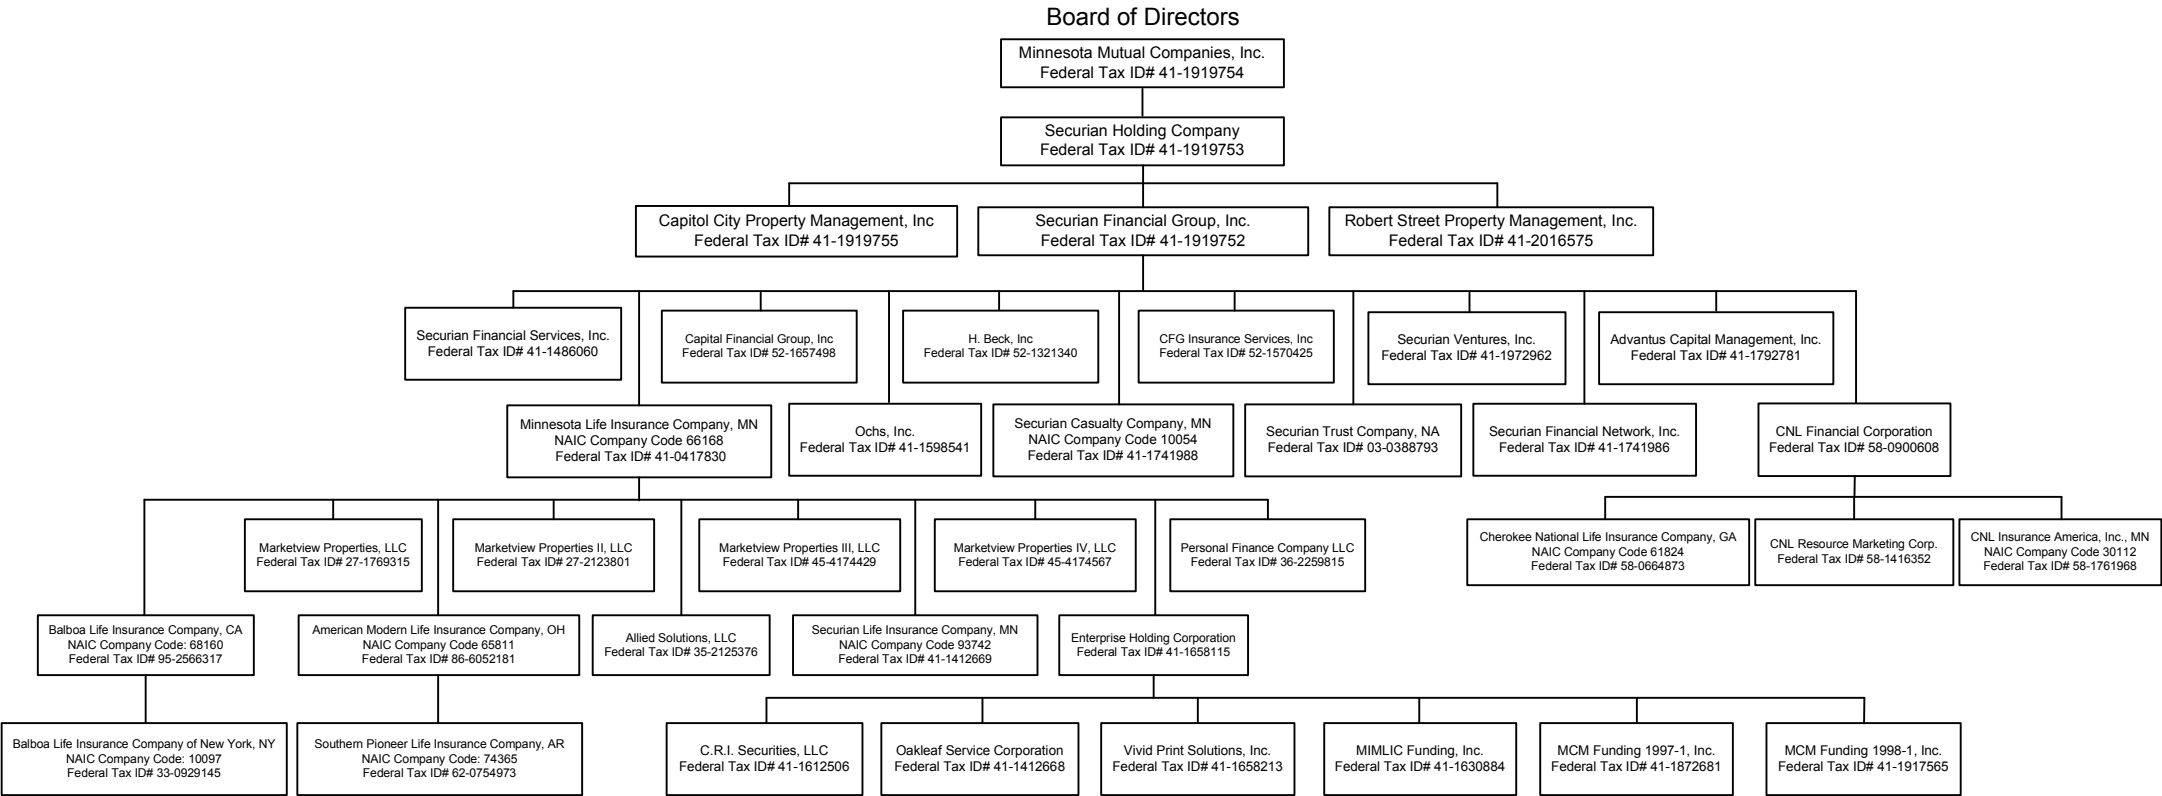 Board of Directors
Minnesota Mutual Companies, Inc.
Federal Tax ID# 41-1919754
Securian Holding Company
Federal Tax ID# 41-1919753
Capitol City Property Management, Inc
Federal Tax ID# 41-1919755
Securian Financial Group, Inc.
Federal Tax ID# 41-1919752
Robert Street Property Management, Inc.
Federal Tax ID# 41-2016575
Securian Financial Services, Inc.
Federal Tax ID# 41-1486060
Capital Financial Group, Inc
Federal Tax ID# 52-1657498
H. Beck, Inc
Federal Tax ID# 52-1321340
CFG Insurance Services, Inc
Federal Tax ID# 52-1570425
Securian Ventures, Inc.
Federal Tax ID# 41-1972962
Advantus Capital Management, Inc.
Federal Tax ID# 41-1792781
Minnesota Life Insurance Company, MN
NAIC Company Code 66168
Federal Tax ID# 41-0417830
Ochs, Inc.
Federal Tax ID# 41-1598541
Securian Casualty Company, MN
NAIC Company Code 10054
Federal Tax ID# 41-1741988
Securian Trust Company, NA
Federal Tax ID# 03-0388793
Securian Financial Network, Inc.
Federal Tax ID# 41-1741986
CNL Financial Corporation
Federal Tax ID# 58-0900608
Marketview Properties, LLC
Federal Tax ID# 27-1769315
Marketview Properties II, LLC
Federal Tax ID# 27-2123801
Marketview Properties III, LLC
Federal Tax ID# 45-4174429
Marketview Properties IV, LLC
Federal Tax ID# 45-4174567
Personal Finance Company LLC
Federal Tax ID# 36-2259815
Cherokee National Life Insurance Company, GA
NAIC Company Code 61824
Federal Tax ID# 58-0664873
CNL Resource Marketing Corp.
Federal Tax ID# 58-1416352
CNL Insurance America, Inc., MN
NAIC Company Code 30112
Federal Tax ID# 58-1761968
Balboa Life Insurance Company, CA
NAIC Company Code: 68160
Federal Tax ID# 95-2566317
American Modern Life Insurance Company, OH
NAIC Company Code 65811
Federal Tax ID# 86-6052181
Allied Solutions, LLC
Federal Tax ID# 35-2125376
Securian Life Insurance Company, MN
NAIC Company Code 93742
Federal Tax ID# 41-1412669
Enterprise Holding Corporation
Federal Tax ID# 41-1658115
Balboa Life Insurance Company of New York, NY
NAIC Company Code: 10097
Federal Tax ID# 33-0929145
Southern Pioneer Life Insurance Company, AR
NAIC Company Code: 74365
Federal Tax ID# 62-0754973
C.R.I. Securities, LLC
Federal Tax ID# 41-1612506
Oakleaf Service Corporation
Federal Tax ID# 41-1412668
Vivid Print Solutions, Inc.
Federal Tax ID# 41-1658213
MIMLIC Funding, Inc.
Federal Tax ID# 41-1630884
MCM Funding 1997-1, Inc.
Federal Tax ID# 41-1872681
MCM Funding 1998-1, Inc.
Federal Tax ID# 41-1917565